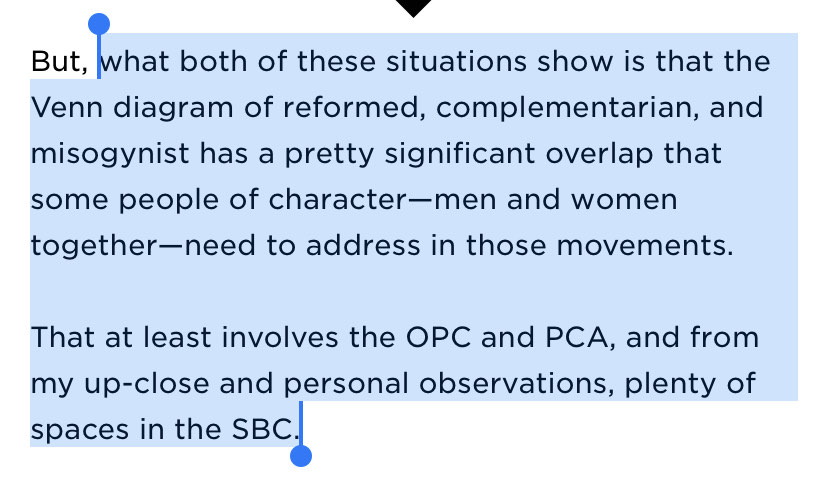 But, what both of these situations show is that the
Venn diagram of reformed, complementarian, and
misogynist has a pretty significant overlap that
some people of character—men and women
together—need to address in those movements.
That at least involves the OPC and PCA, and from
my up-close and personal observations, plenty of
spaces in the SBC.